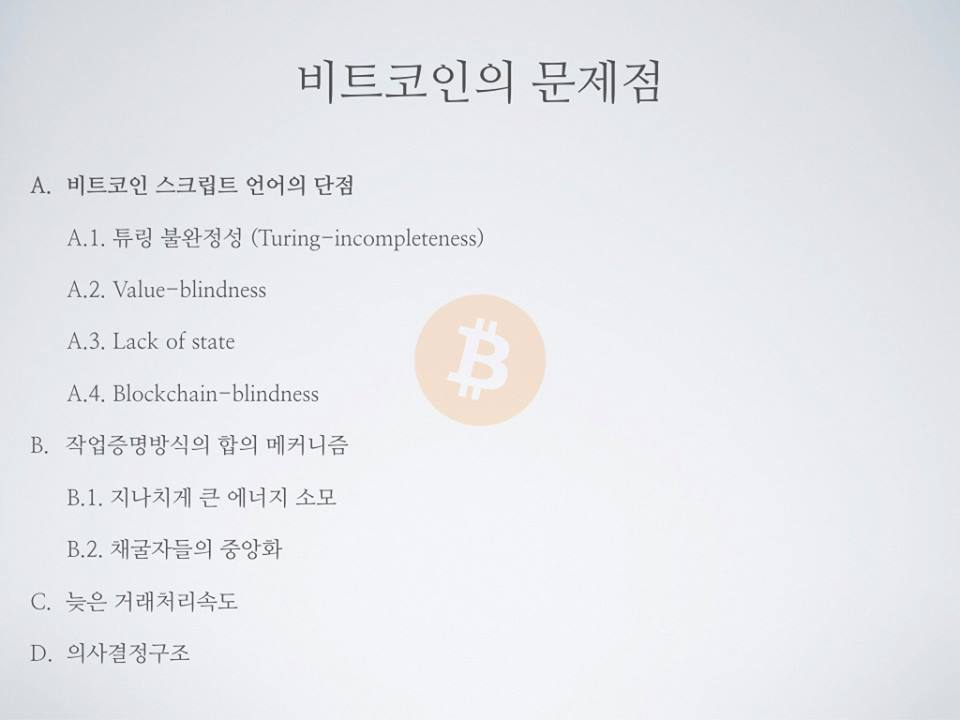 비트코인의 문제점
A. 비트코인 스크립트 언어의 단점
A.1. 튜링 불완정성 (Turing-incompleteness)
A.2. Value-blindness
A.3. Lack of state
A.4. Blockchain-blindness
B. 작업증명방식의 합의 메커니즘
B.1. 지나치게 큰 에너지 소모
B.2. 채굴자들의 중앙화
C. 늦은 거래처리속도
D. 의사결정구조